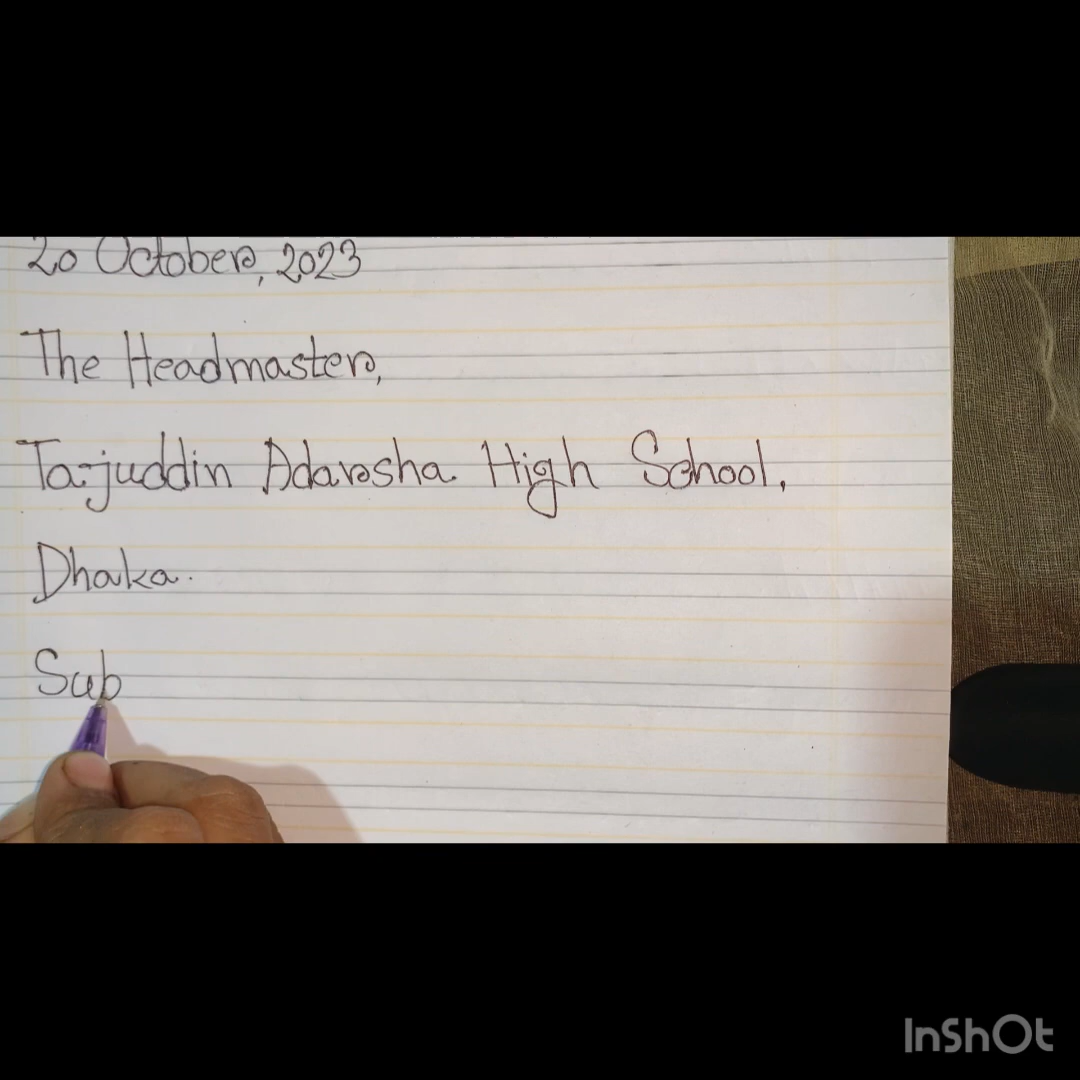 20 October, 2023
The Headmaster,
Tajuddin Adarsha High School,
Dhaka.
Sub
InShOt